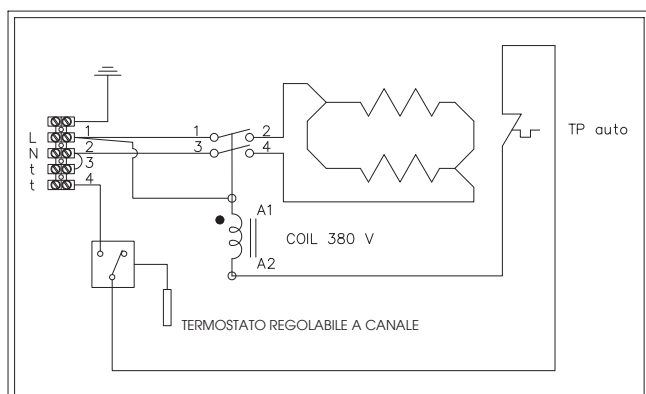 L 1 1 2
N 2 3 4
t 3
t 4
TP auto
A1
COIL 380 V
A2
TERMOSTATO REGOLABILE A CANALE